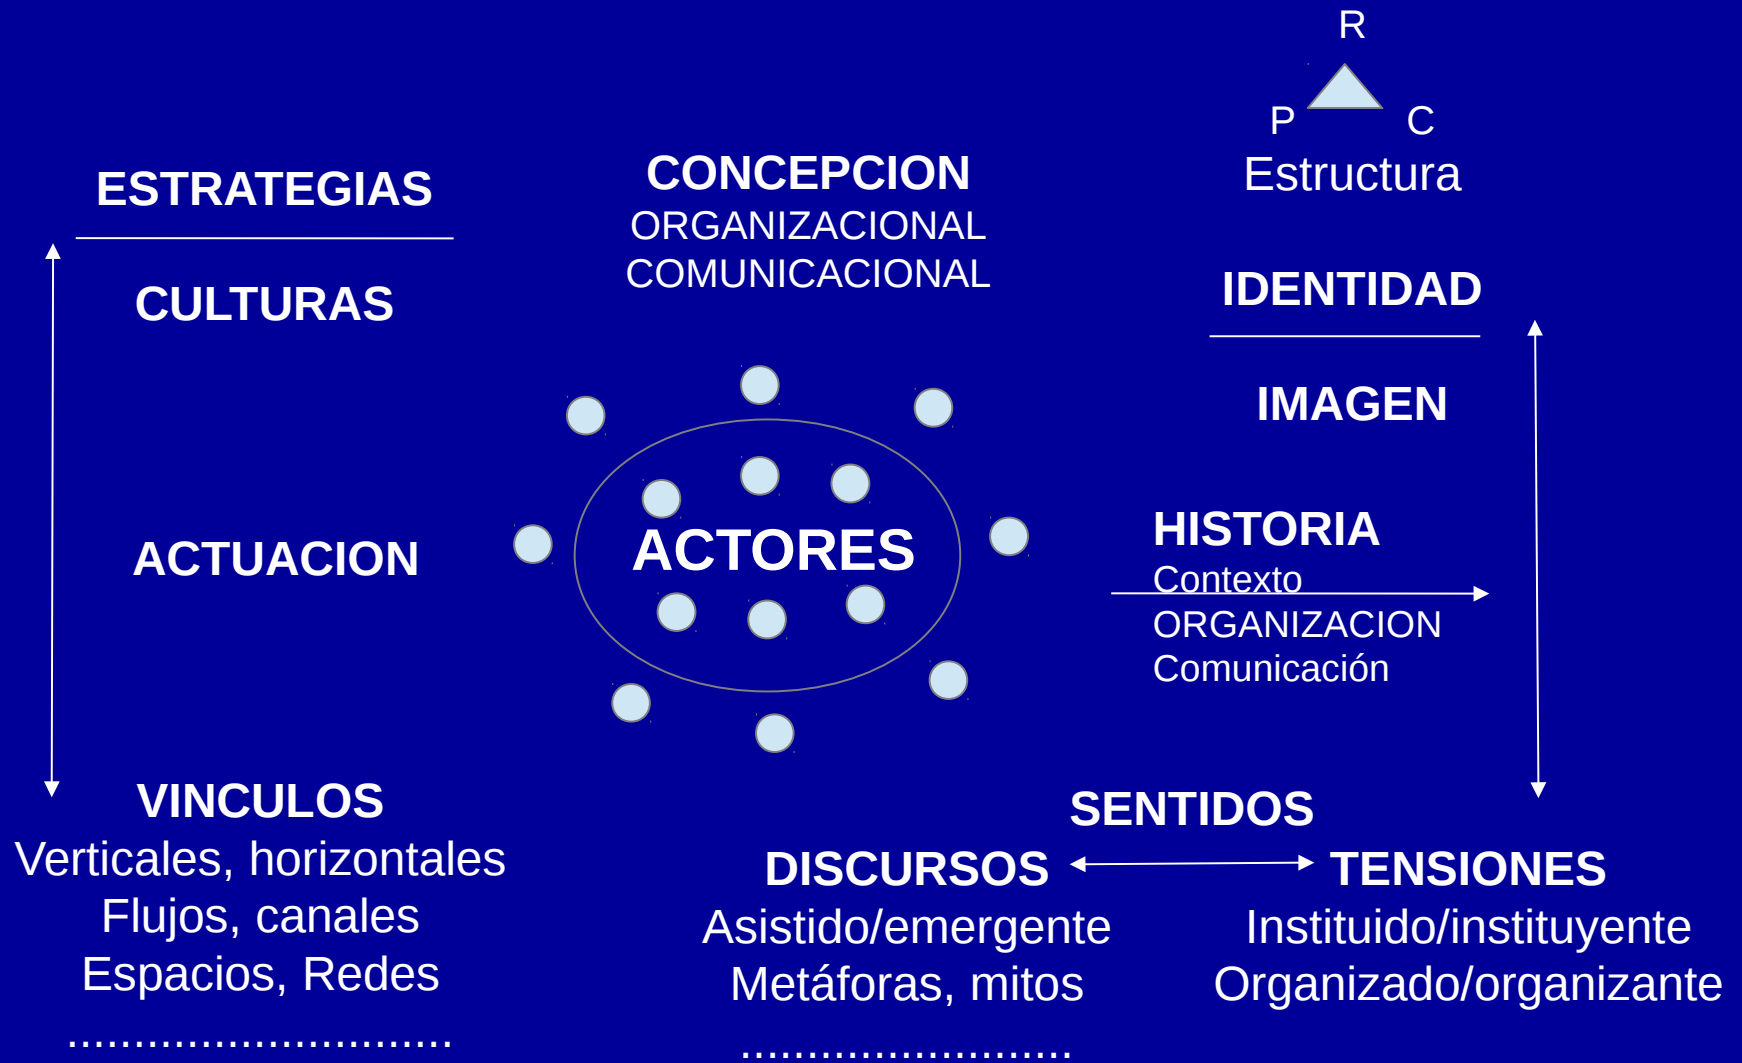 R
P
C
Estructura
ESTRATEGIAS
CULTURAS
CONCEPCION
ORGANIZACIONAL
COMUNICACIONAL
IDENTIDAD
IMAGEN
ACTUACION
ACTORES
HISTORIA
Contexto
ORGANIZACION
Comunicación
VINCULOS
Verticales, horizontales
Flujos, canales
Espacios, Redes
.............................
SENTIDOS
DISCURSOS
Asistido/emergente
Metáforas, mitos
.........................
TENSIONES
Instituido/instituyente
Organizado/organizante